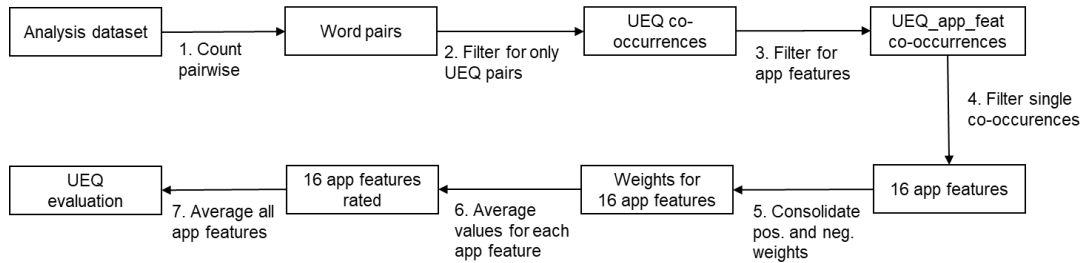 Analysis dataset
1. Count
pairwise
Word pairs
2. Filter for only
UEQ pairs
UEQ co-
occurrences
3. Filter for
app features
UEQ_app_feat
co-occurrences
4. Filter single
co-occurences
16 app features
5. Consolidate
pos. and neg.
weights
Weights for
16 app features
6. Average
values for each
app feature
16 app features
rated
7. Average all
app features
UEQ
evaluation